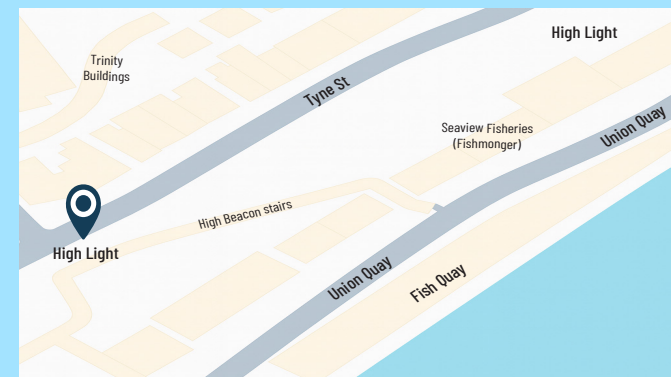 High Light
Trinity
Buildings
Tyne St
Seaview Fisheries
(Fishmonger)
Union Quay
High Beacon stairs
High Light
Union Quay
Fish Quay